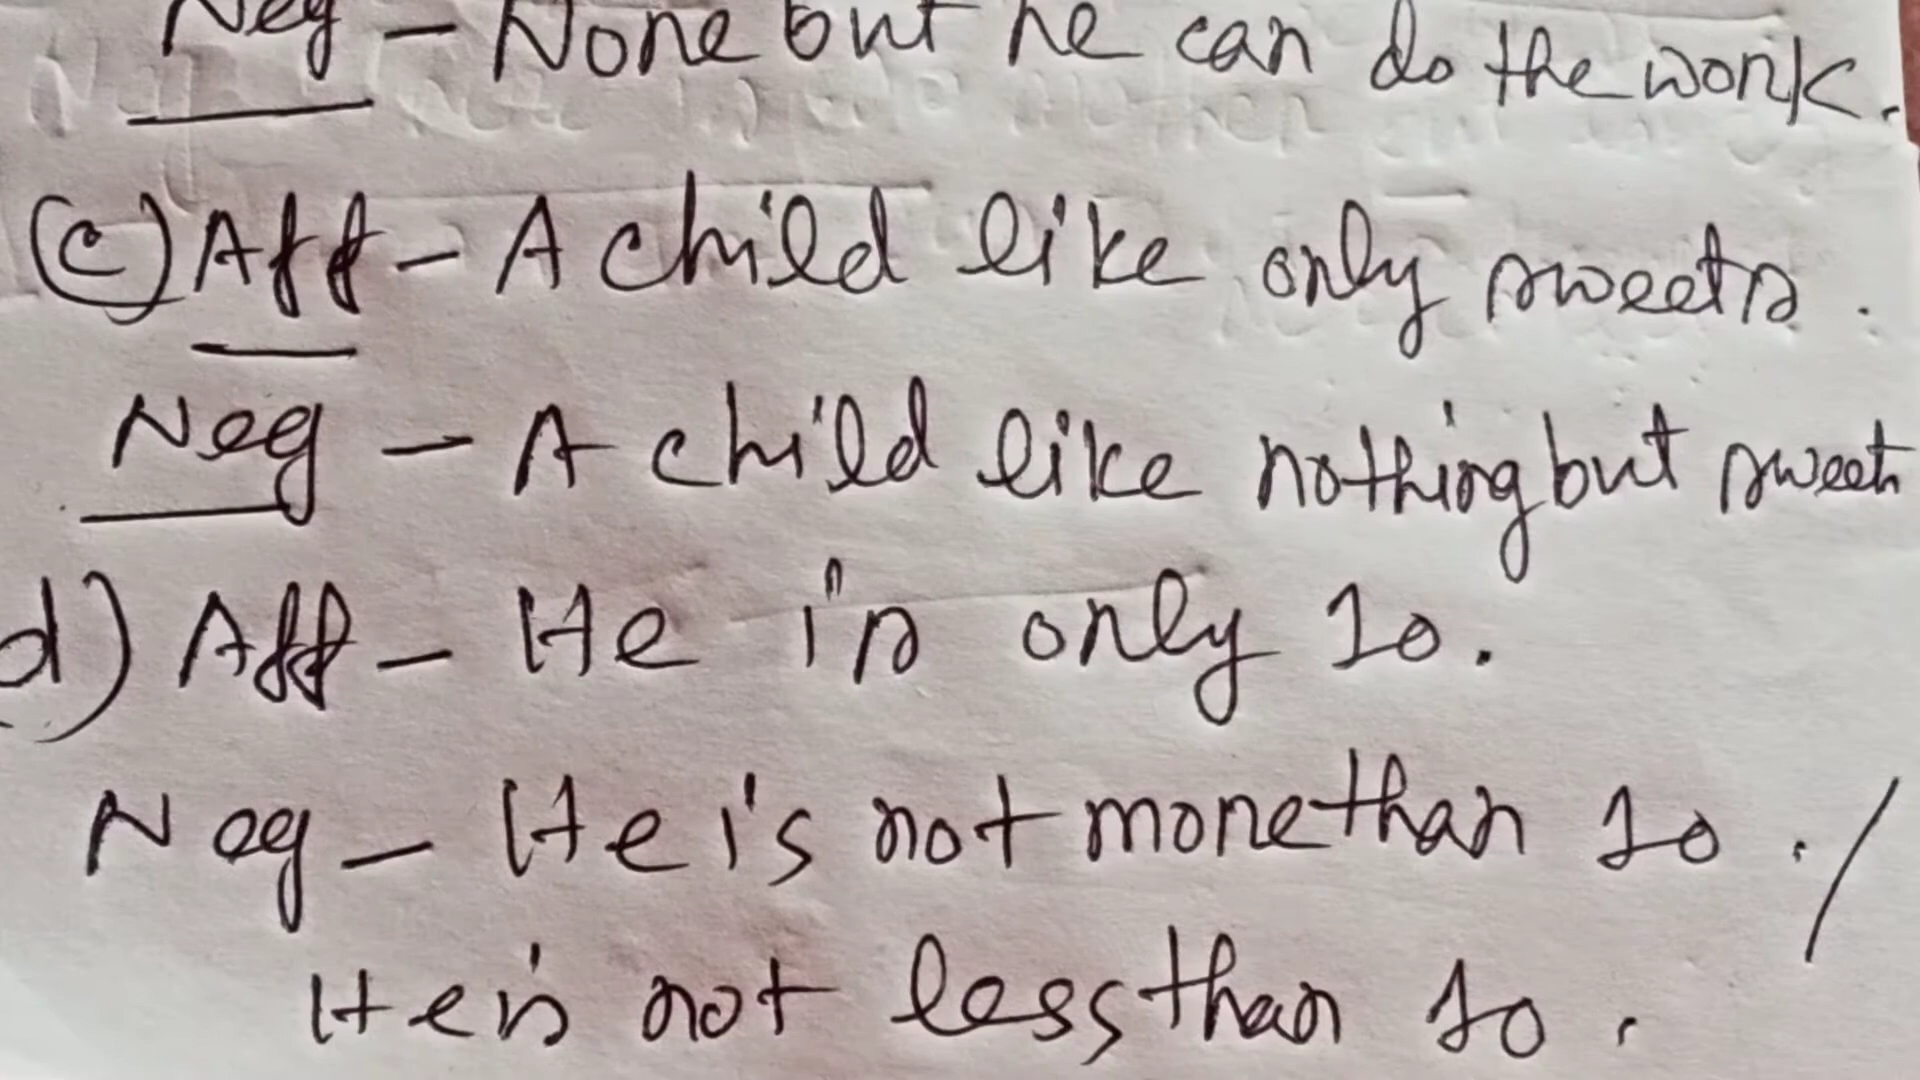 Neg - None but he can do the work.
(c) Aff - A child like only sweets.
Neg - A child like nothing but sweets
d) Aff - He is only 10.
Neg - He is not more than 10. /
He is not less than 10.